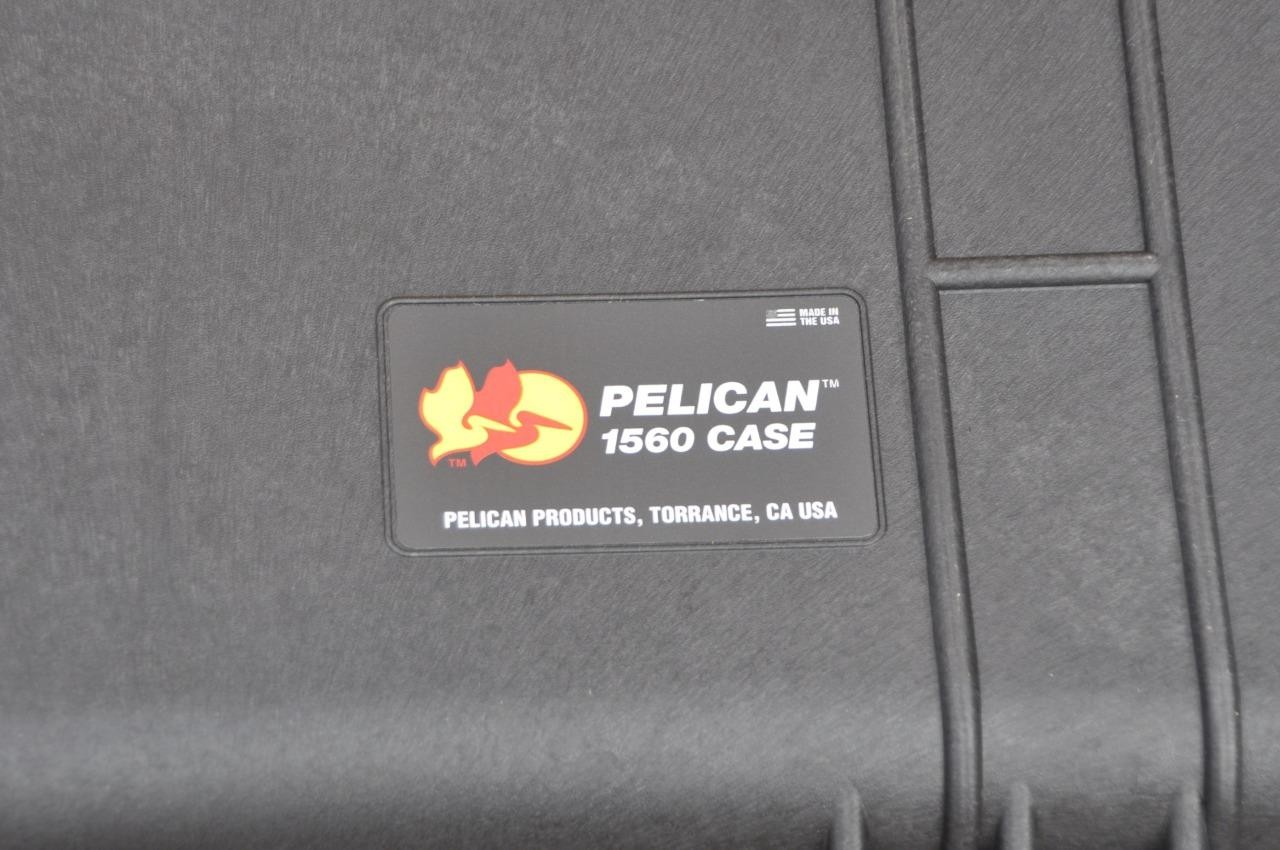 MADE IN
THE USA
PELICAN™
1560 CASE
TM
PELICAN PRODUCTS, TORRANCE, CA USA